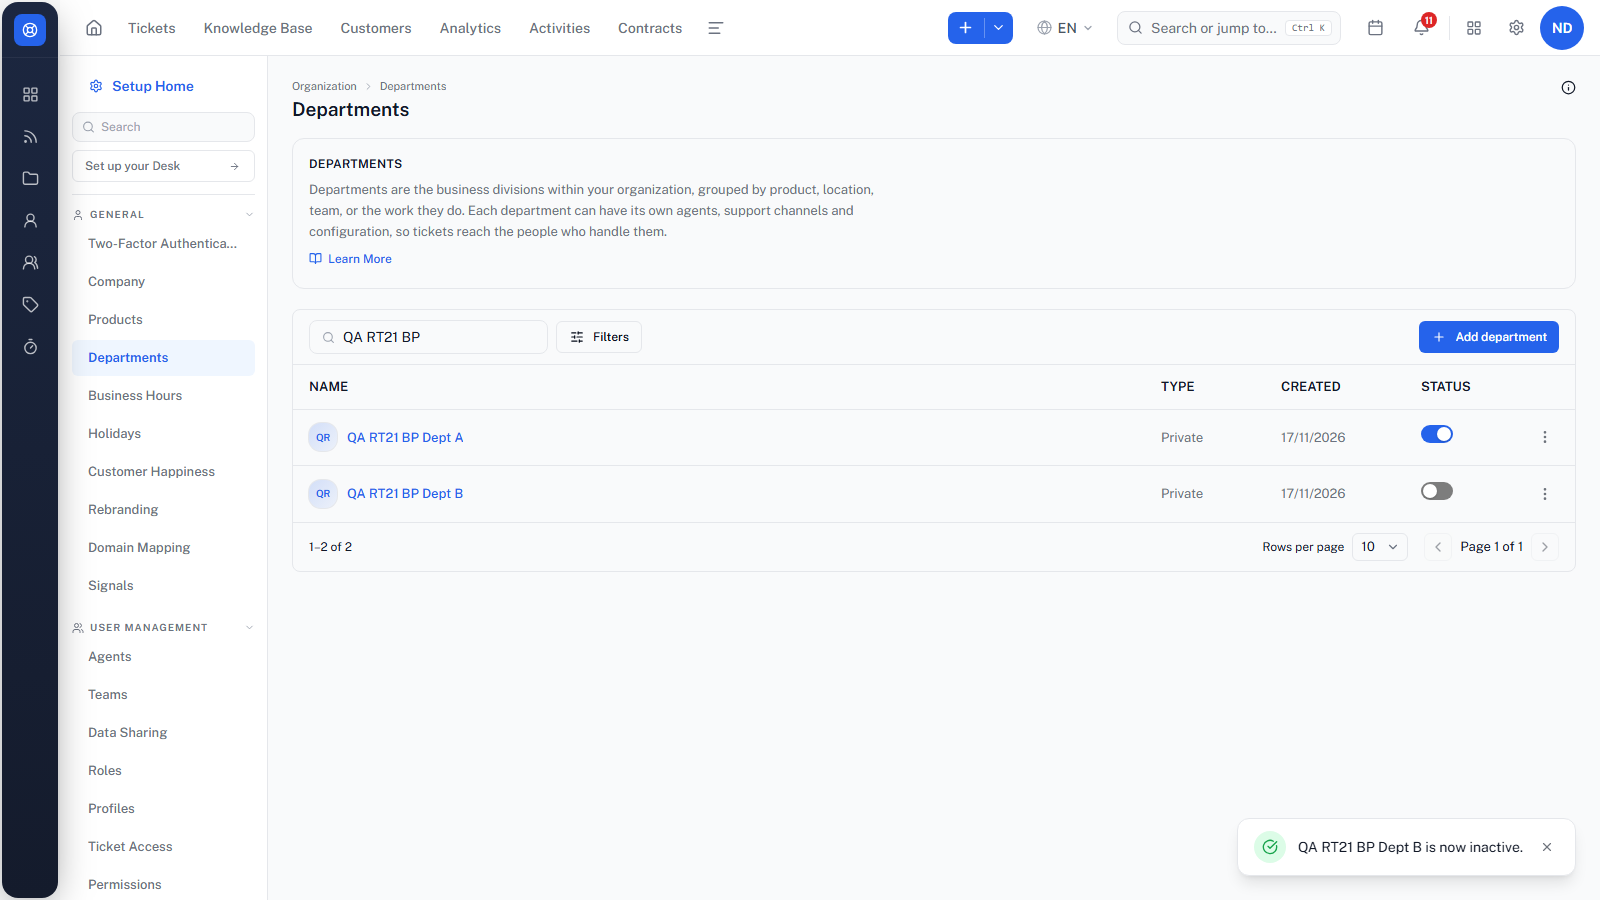 Tickets
Knowledge Base
Customers
Analytics
Activities
Contracts
EN
Search or jump to...
Ctrl K
11
ND
Setup Home
Search
Set up your Desk
GENERAL
Two-Factor Authentica...
Company
Products
Departments
Business Hours
Holidays
Customer Happiness
Rebranding
Domain Mapping
Signals
USER MANAGEMENT
Agents
Teams
Data Sharing
Roles
Profiles
Ticket Access
Permissions
Organization > Departments
Departments
DEPARTMENTS
Departments are the business divisions within your organization, grouped by product, location,
team, or the work they do. Each department can have its own agents, support channels and
configuration, so tickets reach the people who handle them.
Learn More
QA RT21 BP
Filters
Add department
NAME TYPE CREATED STATUS
QR QA RT21 BP Dept A Private 17/11/2026
QR QA RT21 BP Dept B Private 17/11/2026
1–2 of 2
Rows per page 10
Page 1 of 1
QA RT21 BP Dept B is now inactive.